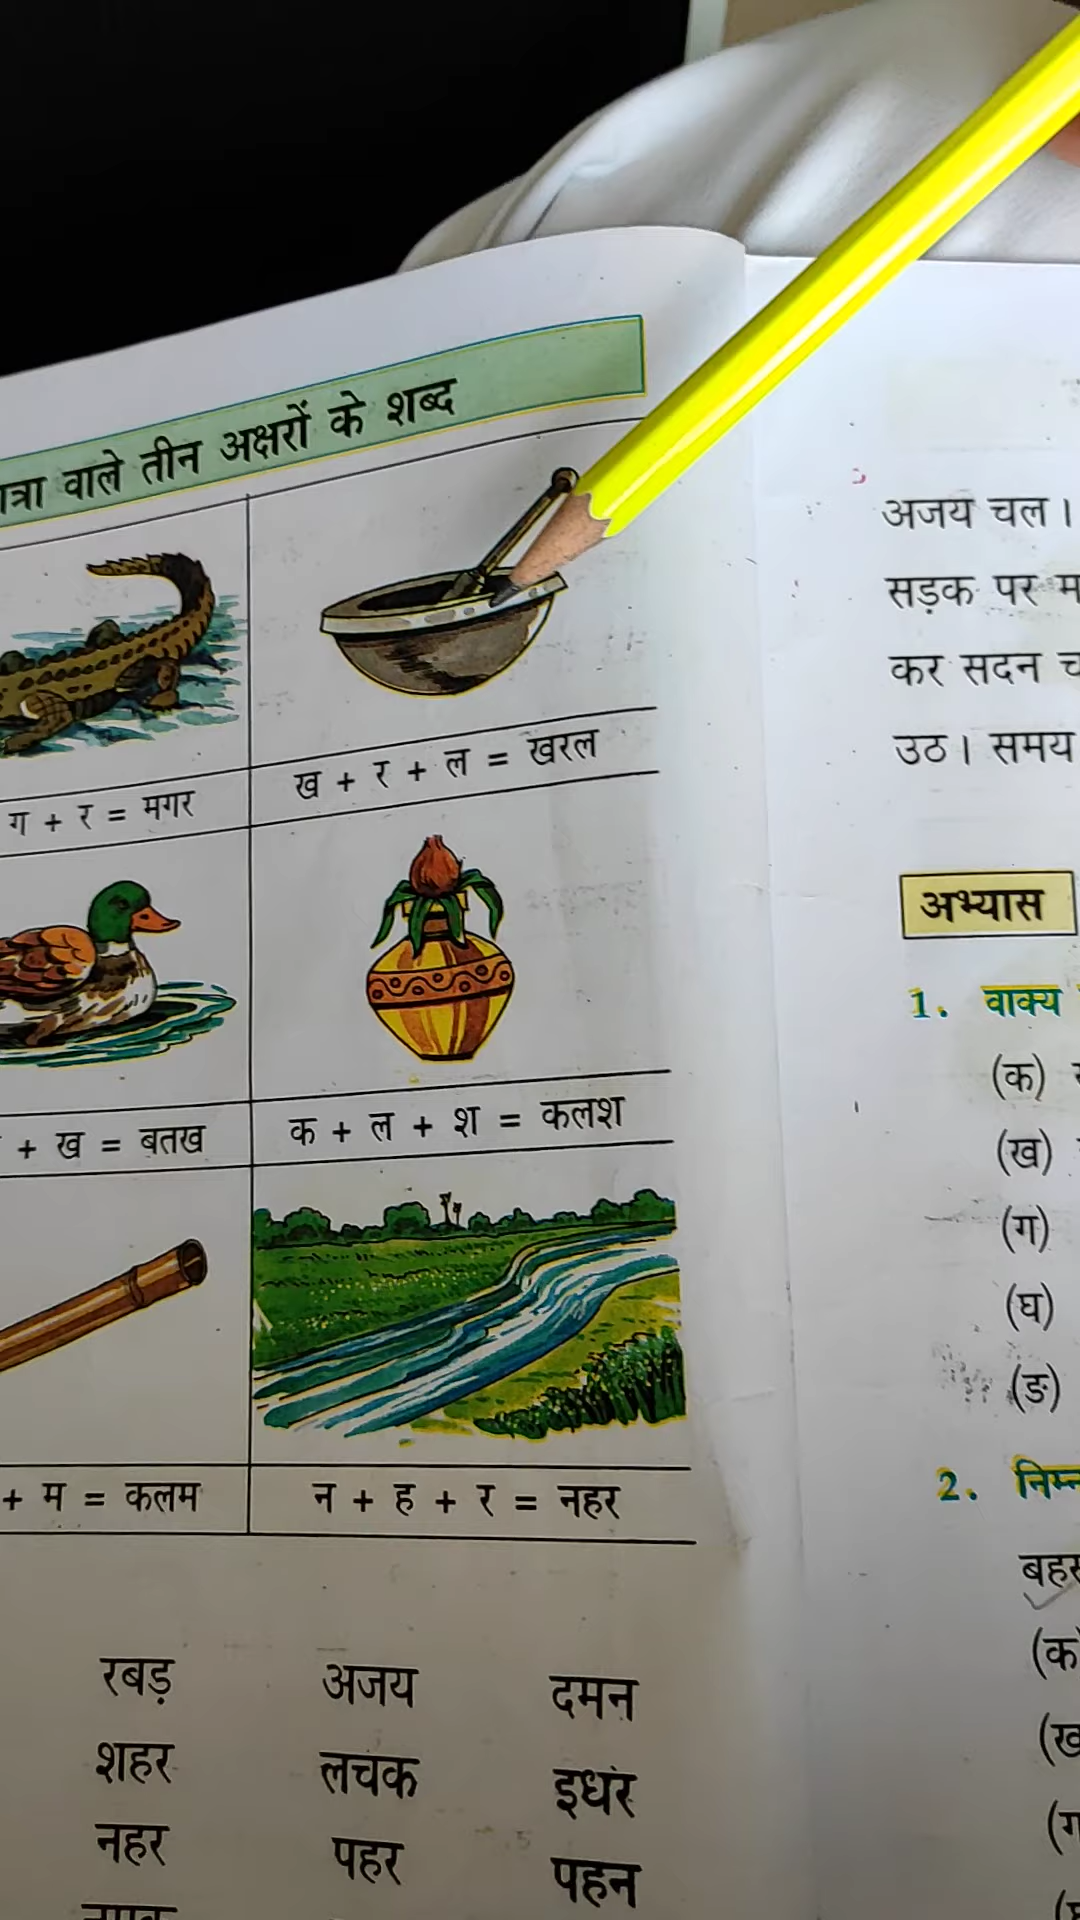 वाले तीन अक्षरों के शब्द
ग + र = मगर
ख + र + ल = खरल
+ ख = बतख
क + ल + श = कलश
+ म = कलम
न + ह + र = नहर
रबड़ अजय दमन
शहर लचक इधर
नहर पहर पहन
अजय चल।
सड़क पर
कर सदन
उठ। समय
अभ्यास
1. वाक्य
(क)
(ख)
(ग)
(घ)
(ङ)
2.
(क)